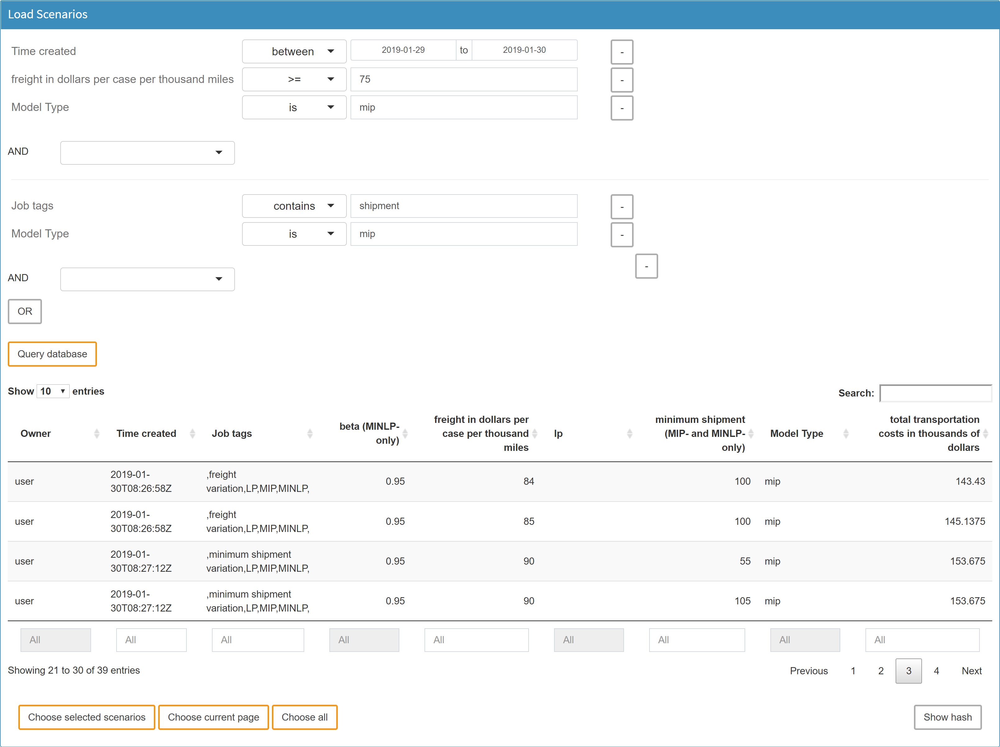 Load Scenarios
Time created between 2019-01-29 to 2019-01-30 -
freight in dollars per case per thousand miles >= 75 -
Model Type is mip -
AND
Job tags contains shipment -
Model Type is mip -
-
AND
OR
Query database
Show 10 entries Search:
Owner Time created Job tags beta (MINLP-only) freight in dollars per case per thousand miles lp minimum shipment (MIP- and MINLP-only) Model Type total transportation costs in thousands of dollars
user 2019-01-30T08:26:58Z ,freight variation,LP,MIP,MINLP, 0.95 84 100 mip 143.43
user 2019-01-30T08:26:58Z ,freight variation,LP,MIP,MINLP, 0.95 85 100 mip 145.1375
user 2019-01-30T08:27:12Z ,minimum shipment variation,LP,MIP,MINLP, 0.95 90 55 mip 153.675
user 2019-01-30T08:27:12Z ,minimum shipment variation,LP,MIP,MINLP, 0.95 90 105 mip 153.675
All All All All All All All All All
Showing 21 to 30 of 39 entries Previous 1 2 3 4 Next
Choose selected scenarios Choose current page Choose all Show hash